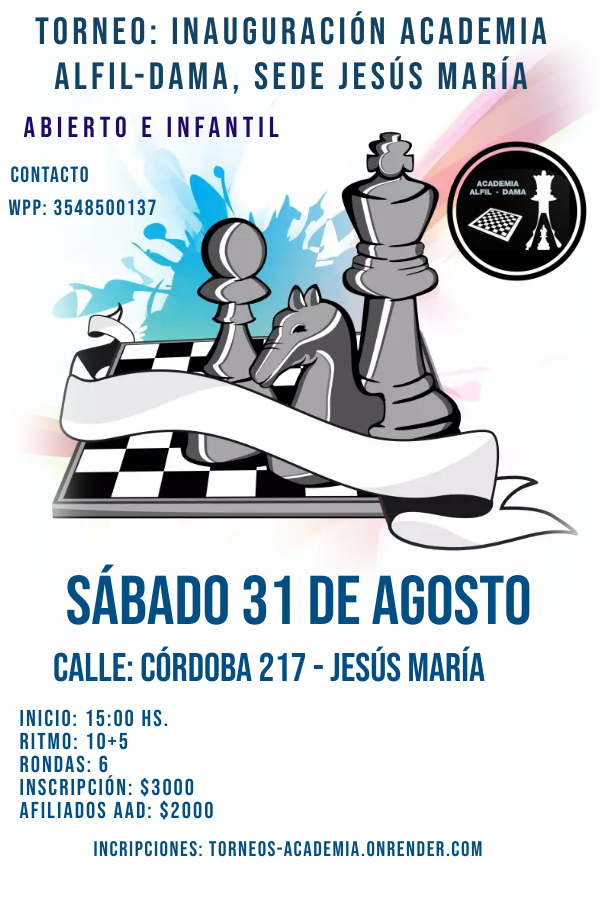 TORNEO: INAUGURACIÓN ACADEMIA
ALFIL-DAMA, SEDE JESÚS MARÍA
ABIERTO E INFANTIL
CONTACTO
WPP: 3548500137
ACADEMIA
ALFIL - DAMA
SÁBADO 31 DE AGOSTO
CALLE: CÓRDOBA 217 - JESÚS MARÍA
INICIO: 15:00 HS.
RITMO: 10+5
RONDAS: 6
INSCRIPCIÓN: $3000
AFILIADOS AAD: $2000
INCRIPCIONES: TORNEOS-ACADEMIA.ONRENDER.COM